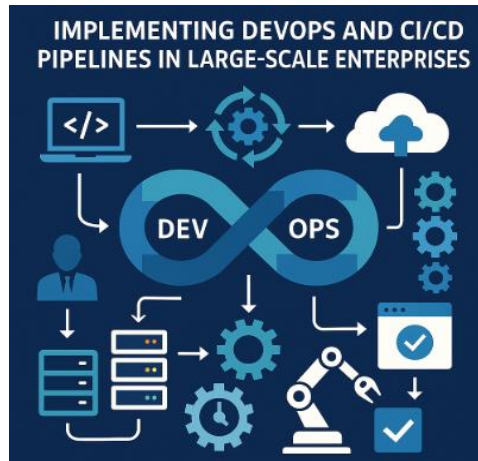 IMPLEMENTING DEVOPS AND CI/CD
PIPELINES IN LARGE-SCALE ENTERPRISES
</>
DEV OPS